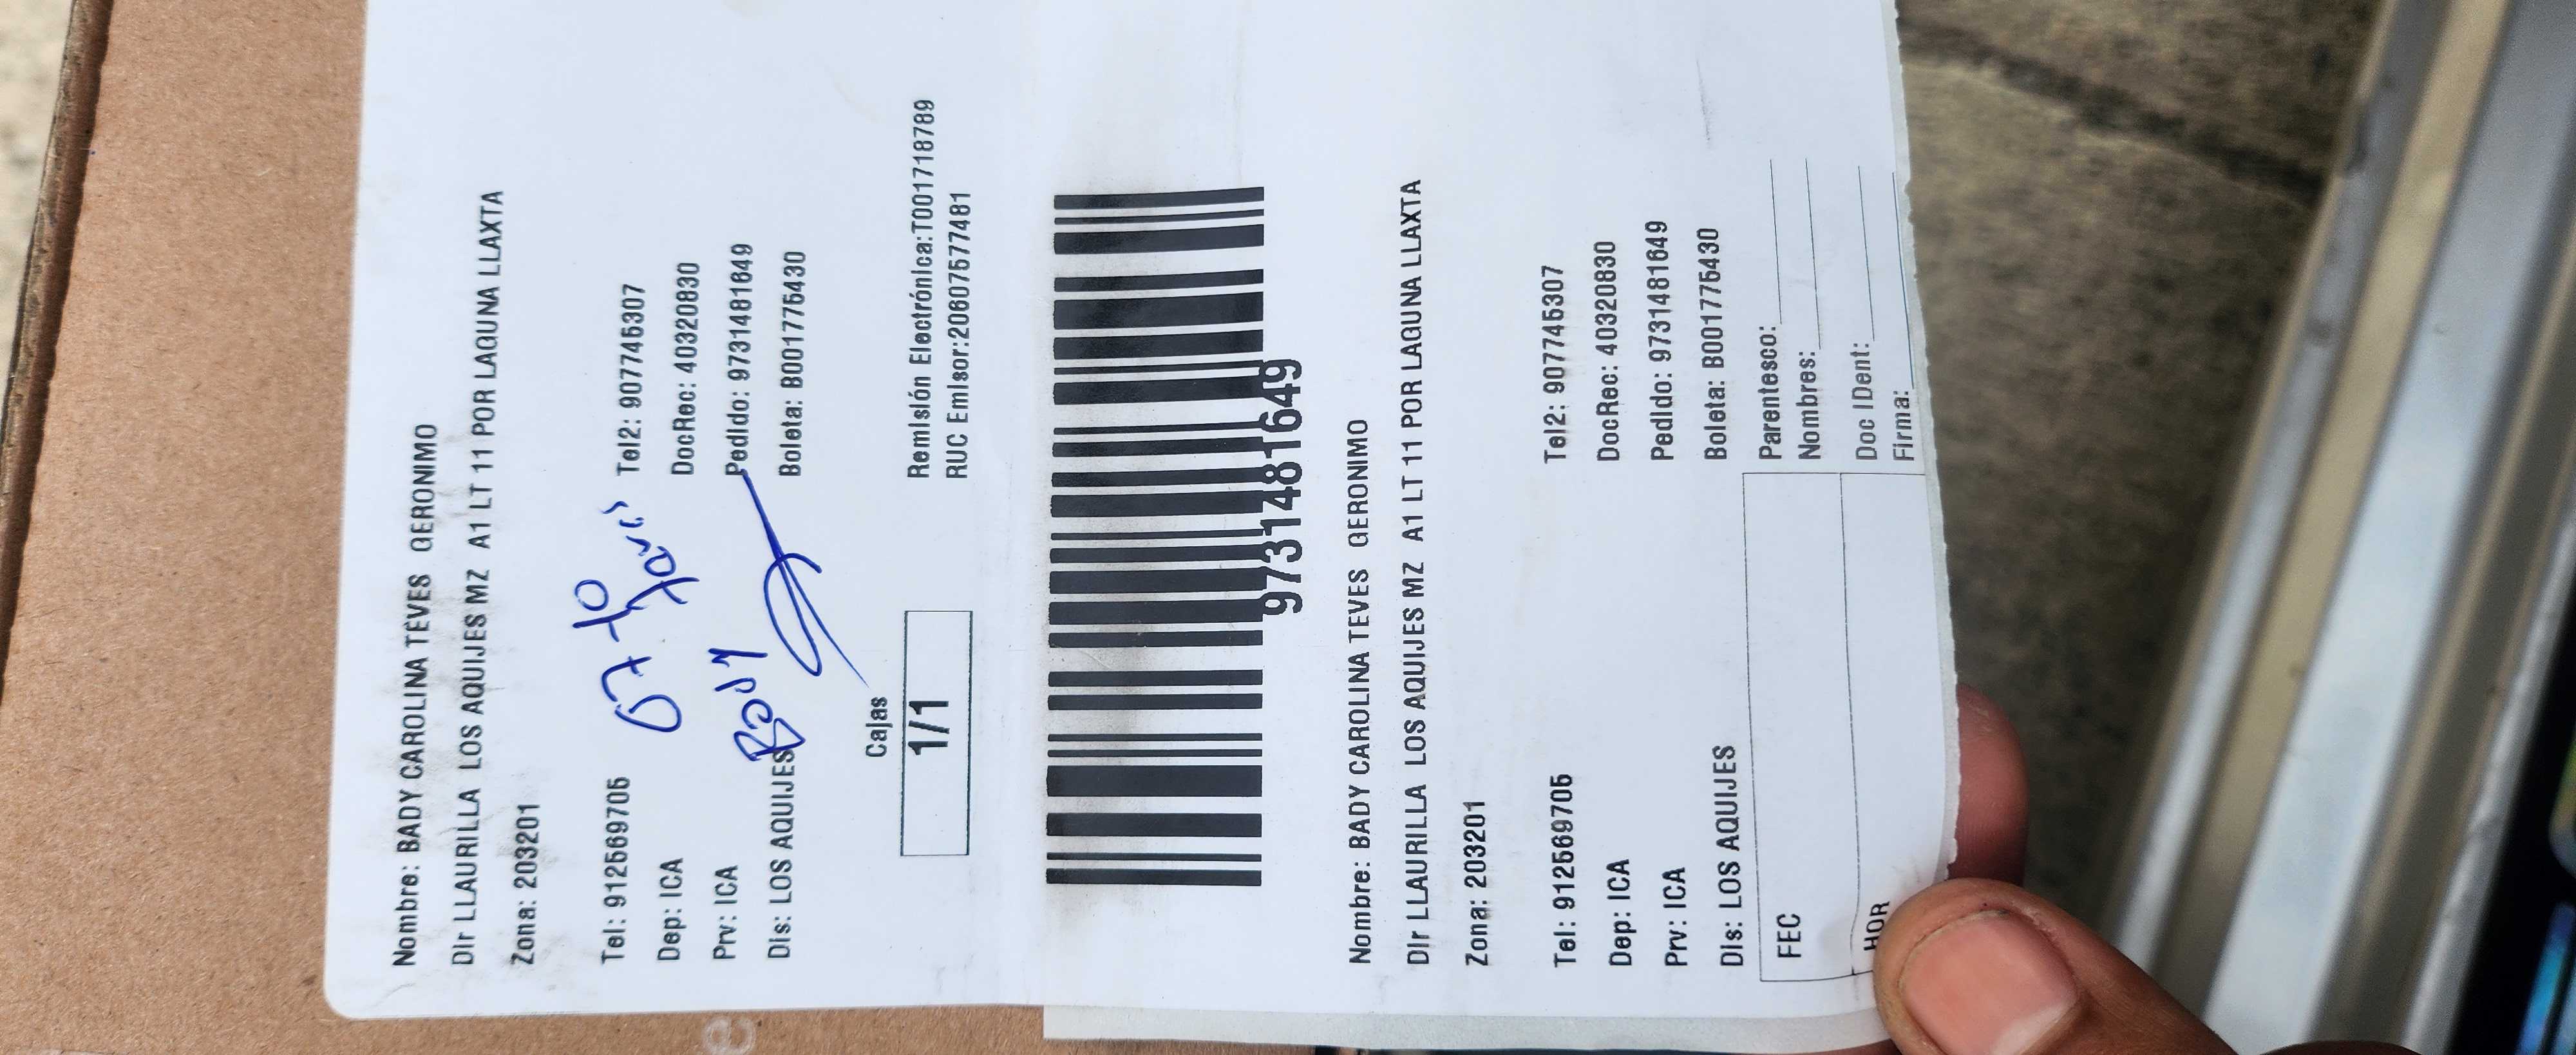 Nombre: BADY CAROLINA TEVES GERONIMO
Dir LLAURILLA LOS AQUIJES MZ A1 LT 11 POR LAGUNA LLAXTA
Zona: 203201
Tel: 912569705 Tel2: 907745307
Dep: ICA DocRec: 40320830
Prv: ICA Pedido: 9731481649
Dis: LOS AQUIJES Boleta: B001775430
Cajas
1/1
Remisión Electrónica:T001718789
RUC Emisor:20607577481
9731481649
Nombre: BADY CAROLINA TEVES GERONIMO
Dir LLAURILLA LOS AQUIJES MZ A1 LT 11 POR LAGUNA LLAXTA
Zona: 203201
Tel: 912569705 Tel2: 907745307
Dep: ICA DocRec: 40320830
Prv: ICA Pedido: 9731481649
Dis: LOS AQUIJES Boleta: B001775430
FEC Parentesco:
Nombres:
HOR Doc IDent:
Firma: